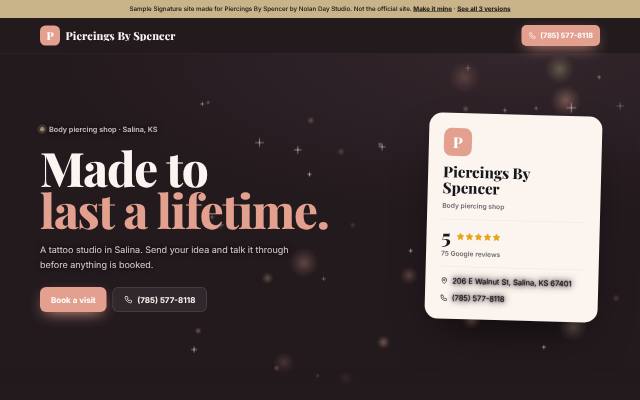 Sample Signature site made for Piercings By Spencer by Nolan Day Studio. Not the official site. Make it mine · See all 3 versions
P Piercings By Spencer
(785) 577-8118
Body piercing shop · Salina, KS
Made to
last a lifetime.
A tattoo studio in Salina. Send your idea and talk it through
before anything is booked.
Book a visit
(785) 577-8118
P
Piercings By
Spencer
Body piercing shop
5
75 Google reviews
206 E Walnut St, Salina, KS 67401
(785) 577-8118